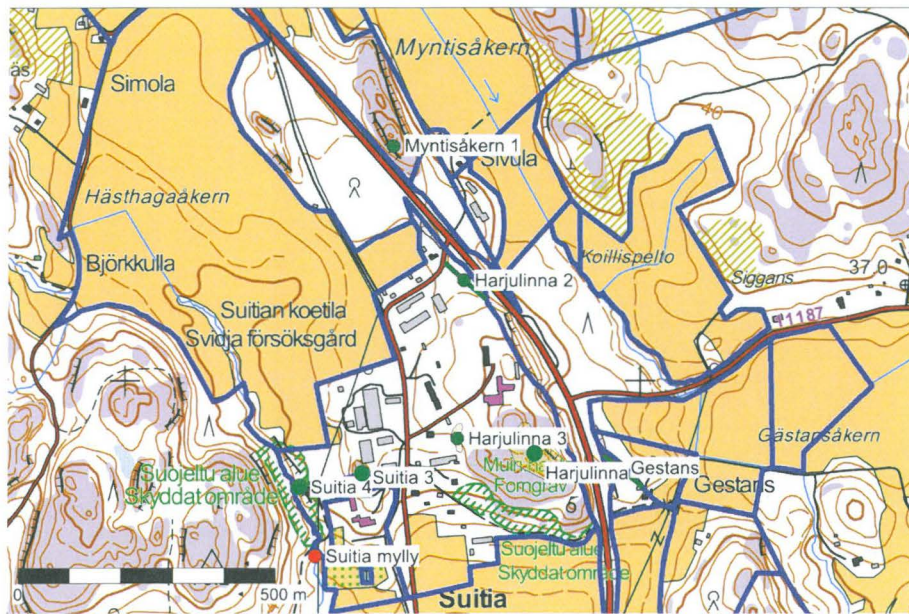 Myntisåkern
Simola
Myntisåkern 1
Sivula
40
Hästhagaåkern
Björkkulla
Koillispelto
Siggans
37.0
Harjulinna 2
11187
Suitian koetila
Svidja försöksgård
Gästansåkern
Harjulinna 3
Harjulinna
Forngrav
Gestans
Gestans
Suojeltu alue
Skyddat område
Suitia 4
Suitia 3
Suojeltu alue
Skyddat område
Suitia mylly
0
500 m
Suitia